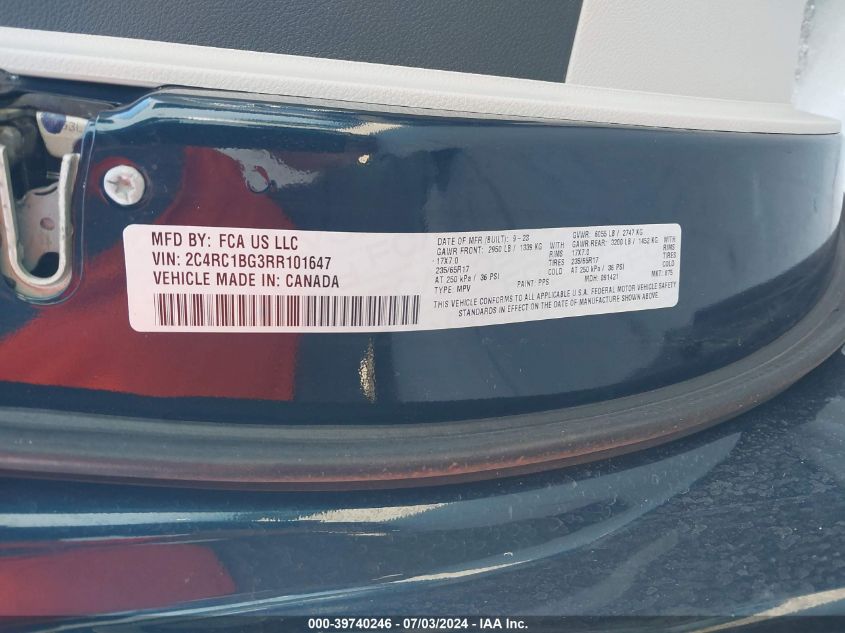 MFD BY: FCA US LLC
VIN: 2C4RC1BG3RR101647
VEHICLE MADE IN: CANADA
DATE OF MFR (BUILT): 9-23 GVWR: 6055 LB / 2747 KG
GAWR FRONT: 2950 LB / 1339 KG WITH GAWR REAR: 3200 LB / 1452 KG WITH
17X7.0 RIMS 17X7.0 RIMS
235/65R17 TIRES 235/65R17 TIRES
AT 250 kPa / 36 PSI COLD AT 250 kPa / 36 PSI COLD
TYPE: MPV PAINT: PPS MDH: 091421 MKT: 875
THIS VEHICLE CONFORMS TO ALL APPLICABLE U.S.A. FEDERAL MOTOR VEHICLE SAFETY
STANDARDS IN EFFECT ON THE DATE OF MANUFACTURE SHOWN ABOVE.
000-39740246 - 07/03/2024 - IAA Inc.